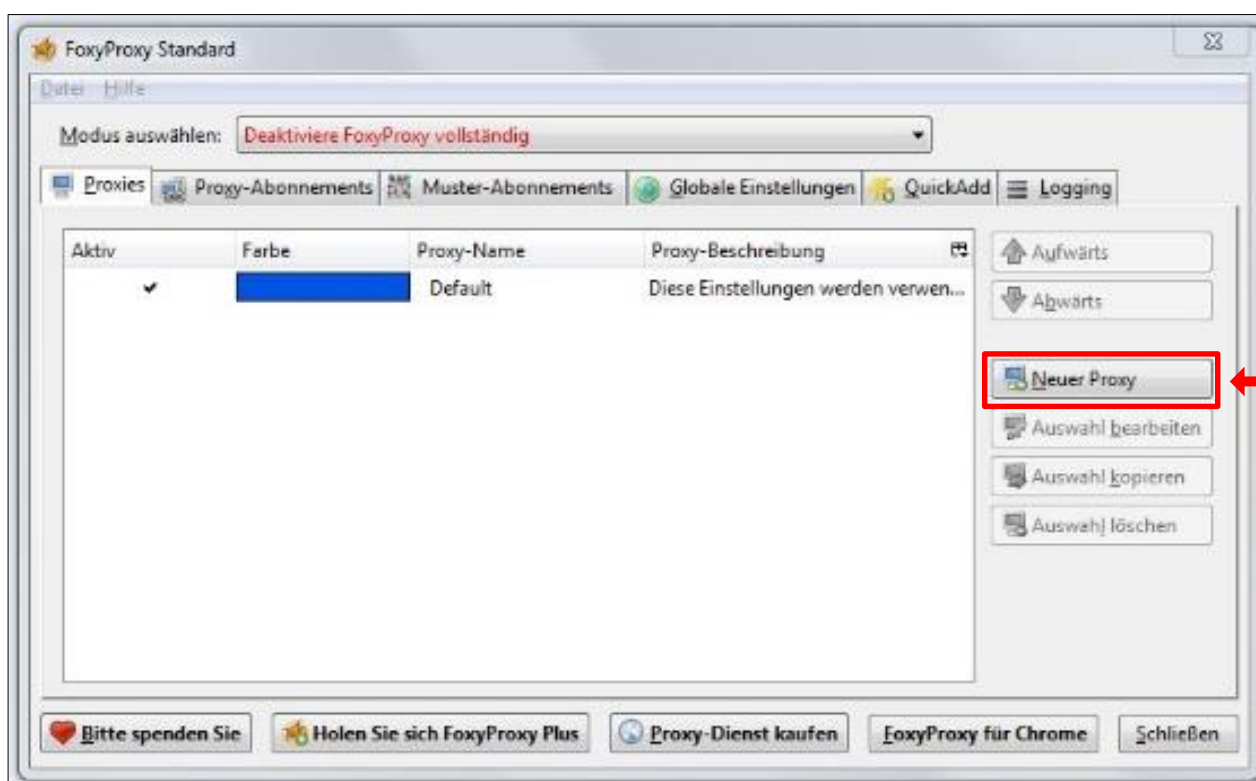 FoxyProxy Standard
Datei Hilfe
Modus auswählen: Deaktiviere FoxyProxy vollständig
Proxies Proxy-Abonnements Muster-Abonnements Globale Einstellungen QuickAdd Logging
Aktiv Farbe Proxy-Name Proxy-Beschreibung
Default Diese Einstellungen werden verwen...
Aufwärts
Abwärts
Neuer Proxy
Auswahl bearbeiten
Auswahl kopieren
Auswahl löschen
Bitte spenden Sie Holen Sie sich FoxyProxy Plus Proxy-Dienst kaufen FoxyProxy für Chrome Schließen